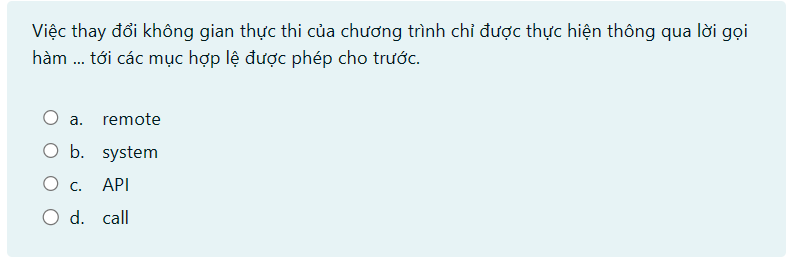 Việc thay đổi không gian thực thi của chương trình chỉ được thực hiện thông qua lời gọi
hàm ... tới các mục hợp lệ được phép cho trước.
a. remote
b. system
c. API
d. call